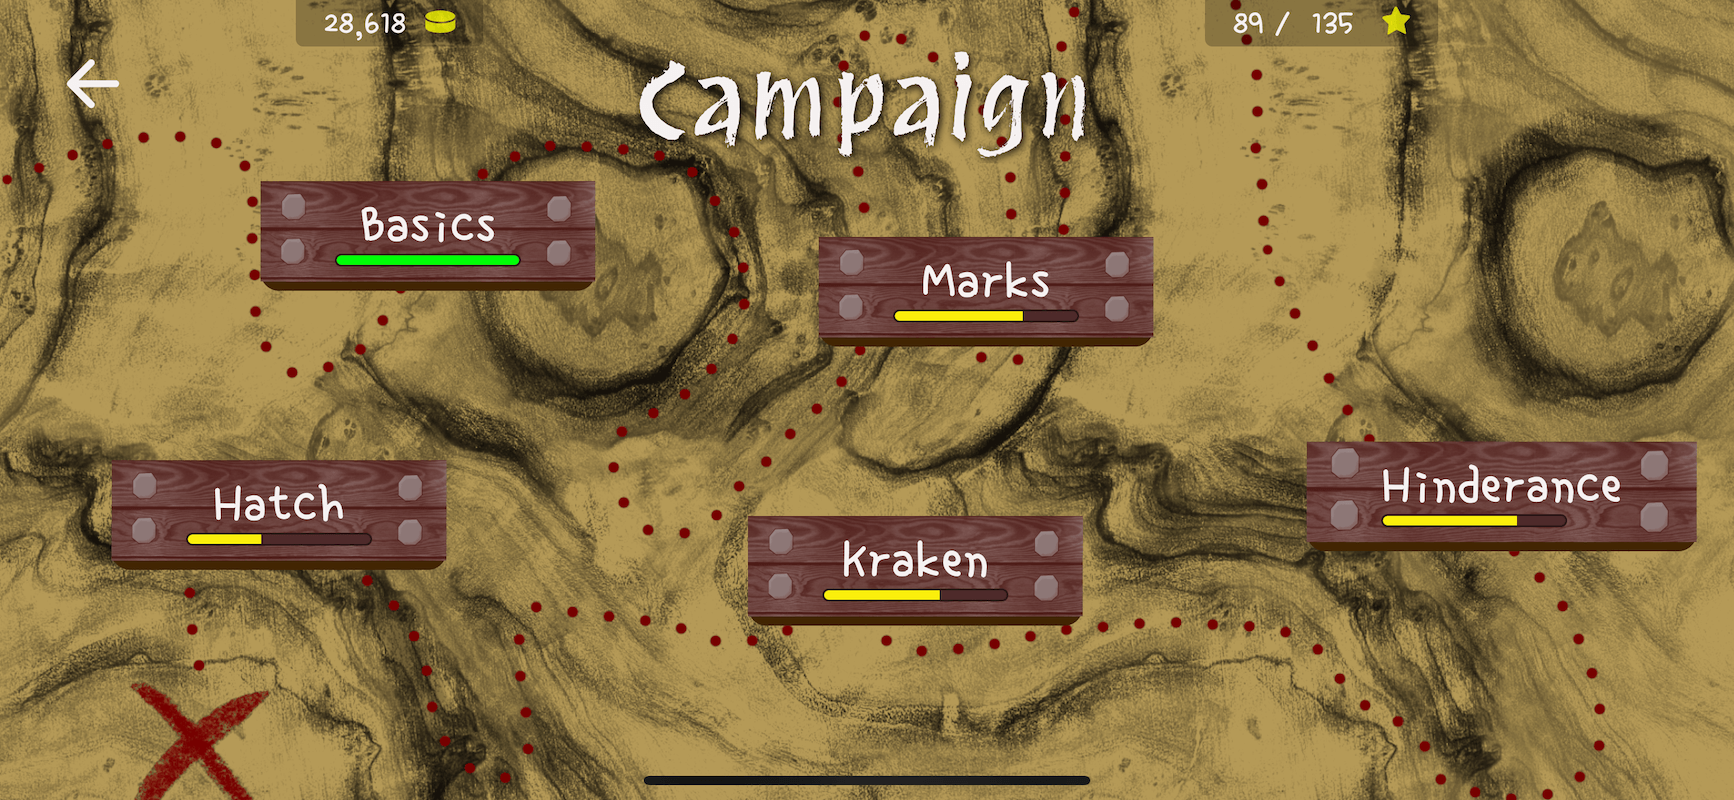 28,618
89 / 135
Campaign
Basics
Marks
Hatch
Kraken
Hinderance